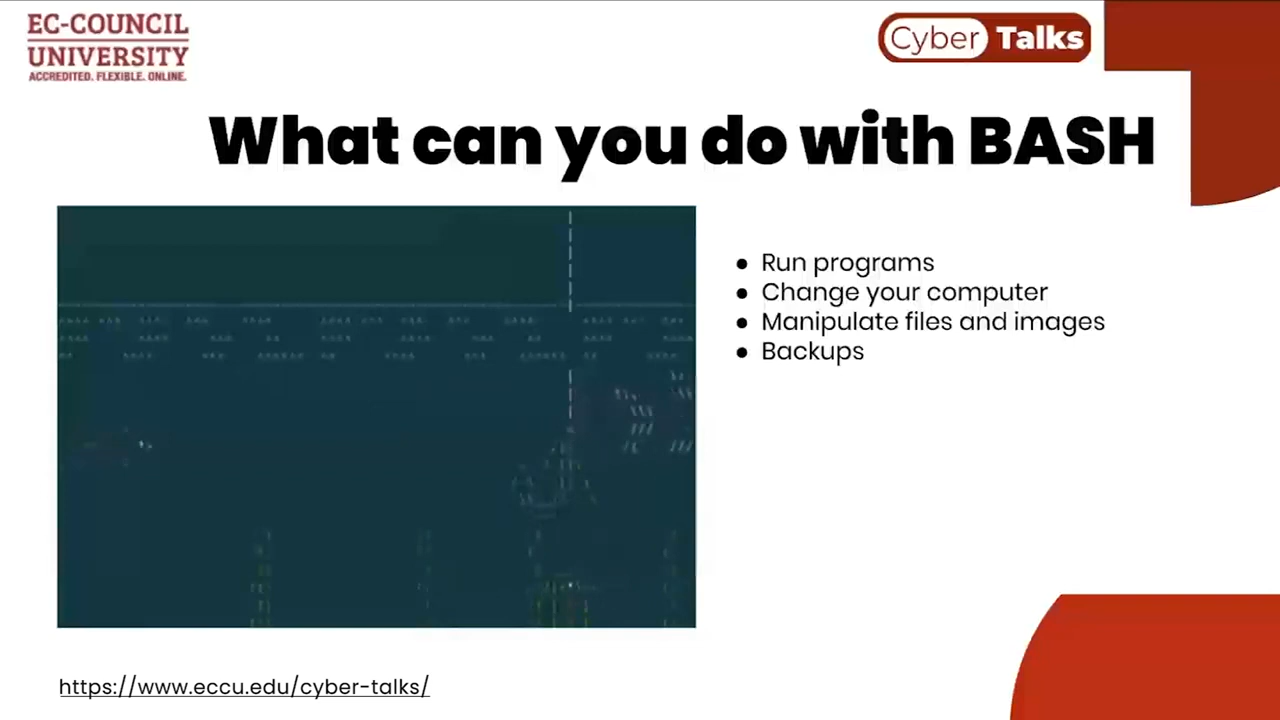 EC-COUNCIL
UNIVERSITY
ACCREDITED. FLEXIBLE. ONLINE.
Cyber Talks
What can you do with BASH
● Run programs
● Change your computer
● Manipulate files and images
● Backups
https://www.eccu.edu/cyber-talks/